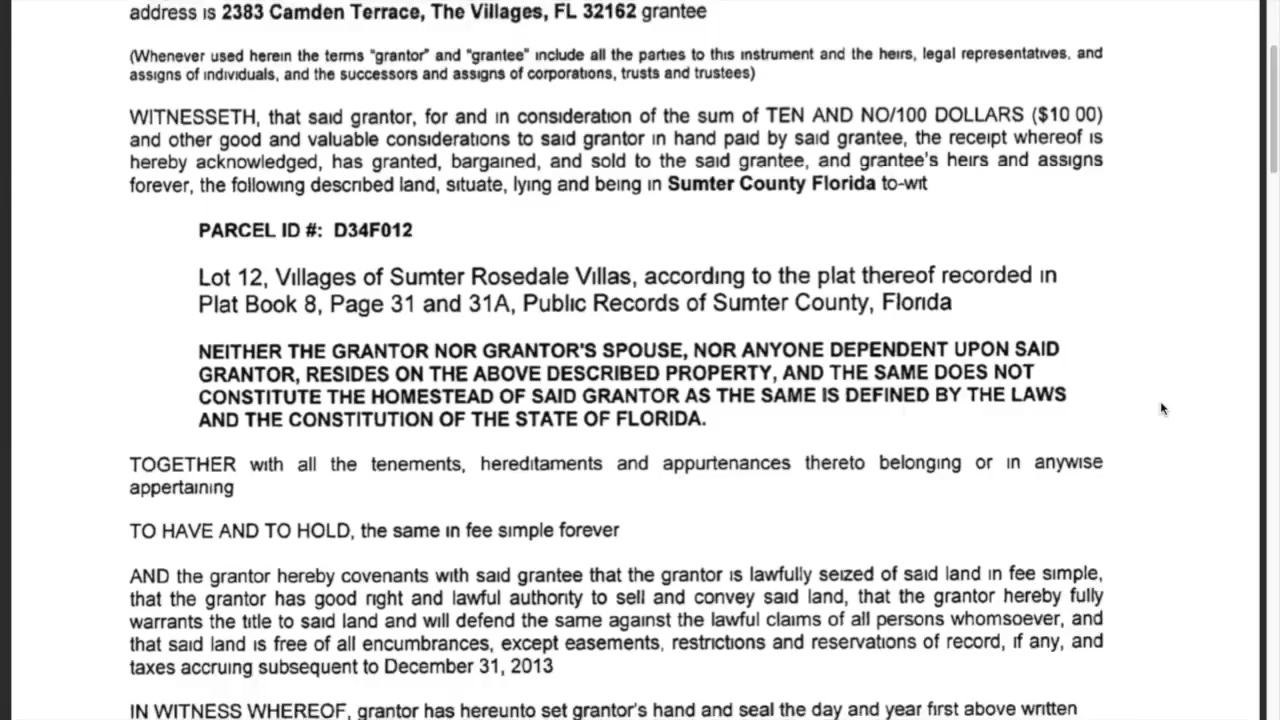 address is 2383 Camden Terrace, The Villages, FL 32162 grantee
(Whenever used herein the terms "grantor" and "grantee" include all the parties to this instrument and the heirs, legal representatives, and
assigns of individuals, and the successors and assigns of corporations, trusts and trustees)
WITNESSETH, that said grantor, for and in consideration of the sum of TEN AND NO/100 DOLLARS ($10 00)
and other good and valuable considerations to said grantor in hand paid by said grantee, the receipt whereof is
hereby acknowledged, has granted, bargained, and sold to the said grantee, and grantee's heirs and assigns
forever, the following described land, situate, lying and being in Sumter County Florida to-wit
PARCEL ID #: D34F012
Lot 12, Villages of Sumter Rosedale Villas, according to the plat thereof recorded in
Plat Book 8, Page 31 and 31A, Public Records of Sumter County, Florida
NEITHER THE GRANTOR NOR GRANTOR'S SPOUSE, NOR ANYONE DEPENDENT UPON SAID
GRANTOR, RESIDES ON THE ABOVE DESCRIBED PROPERTY, AND THE SAME DOES NOT
CONSTITUTE THE HOMESTEAD OF SAID GRANTOR AS THE SAME IS DEFINED BY THE LAWS
AND THE CONSTITUTION OF THE STATE OF FLORIDA.
TOGETHER with all the tenements, hereditaments and appurtenances thereto belonging or in anywise
appertaining
TO HAVE AND TO HOLD, the same in fee simple forever
AND the grantor hereby covenants with said grantee that the grantor is lawfully seized of said land in fee simple,
that the grantor has good right and lawful authority to sell and convey said land, that the grantor hereby fully
warrants the title to said land and will defend the same against the lawful claims of all persons whomsoever, and
that said land is free of all encumbrances, except easements, restrictions and reservations of record, if any, and
taxes accruing subsequent to December 31, 2013
IN WITNESS WHEREOF, grantor has hereunto set grantor's hand and seal the day and year first above written